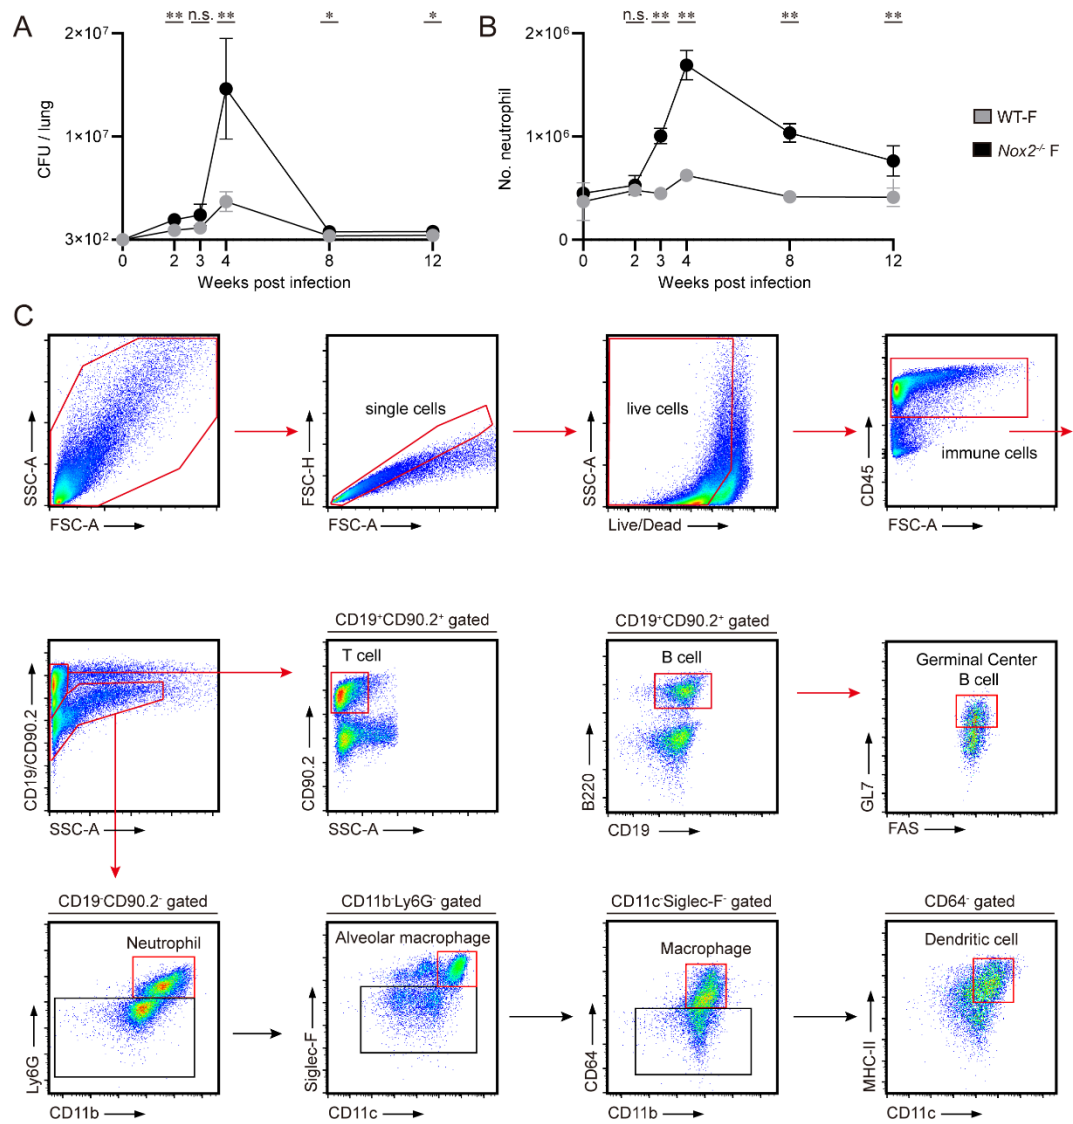 A
** n.s. ** * *
CFU / lung
2×10⁷
1×10⁷
3×10²
0 2 3 4 8 12
Weeks post infection
B
n.s. ** ** ** **
No. neutrophil
2×10⁶
1×10⁶
0
0 2 3 4 8 12
Weeks post infection
WT-F
Nox2⁻/⁻ F
C
SSC-A
FSC-A
single cells
FSC-H
FSC-A
live cells
SSC-A
Live/Dead
CD45
immune cells
FSC-A
CD19/CD90.2
SSC-A
CD19⁺CD90.2⁺ gated
T cell
CD90.2
SSC-A
CD19⁺CD90.2⁺ gated
B cell
B220
CD19
Germinal Center
B cell
GL7
FAS
CD19⁻CD90.2⁻ gated
Neutrophil
Ly6G
CD11b
CD11b⁻Ly6G⁻ gated
Alveolar macrophage
Siglec-F
CD11c
CD11c⁻Siglec-F⁻ gated
Macrophage
CD64
CD11b
CD64⁻ gated
Dendritic cell
MHC-II
CD11c